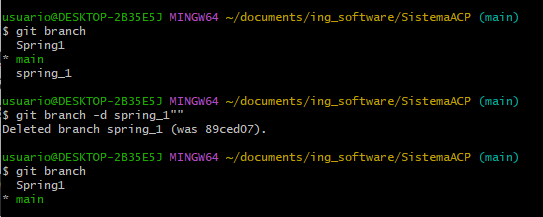 usuario@DESKTOP-2B35E5J MINGW64 ~/documents/ing_software/SistemaACP (main)
$ git branch
  Spring1
* main
  spring_1
usuario@DESKTOP-2B35E5J MINGW64 ~/documents/ing_software/SistemaACP (main)
$ git branch -d spring_1""
Deleted branch spring_1 (was 89ced07).
usuario@DESKTOP-2B35E5J MINGW64 ~/documents/ing_software/SistemaACP (main)
$ git branch
  Spring1
* main